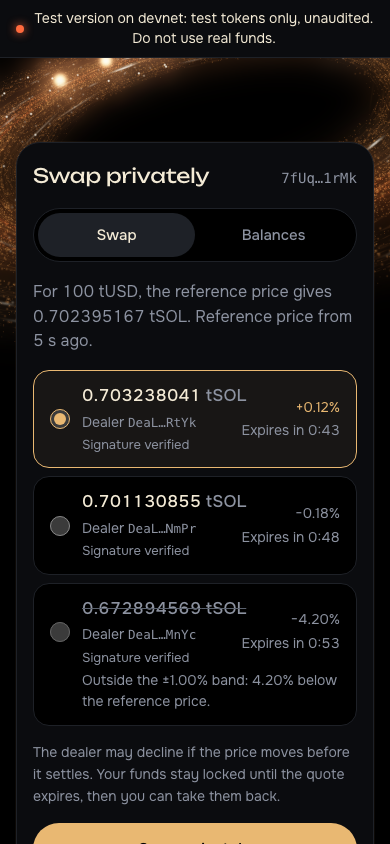 Test version on devnet: test tokens only, unaudited.
Do not use real funds.
Swap privately
7fUq…1rMk
Swap
Balances
For 100 tUSD, the reference price gives
0.702395167 tSOL. Reference price from
5 s ago.
0.703238041 tSOL
+0.12%
Dealer DeaL…RtYk
Expires in 0:43
Signature verified
0.701130855 tSOL
−0.18%
Dealer DeaL…NmPr
Expires in 0:48
Signature verified
0.672894569 tSOL
−4.20%
Dealer DeaL…MnYc
Expires in 0:53
Signature verified
Outside the ±1.00% band: 4.20% below
the reference price.
The dealer may decline if the price moves before
it settles. Your funds stay locked until the quote
expires, then you can take them back.